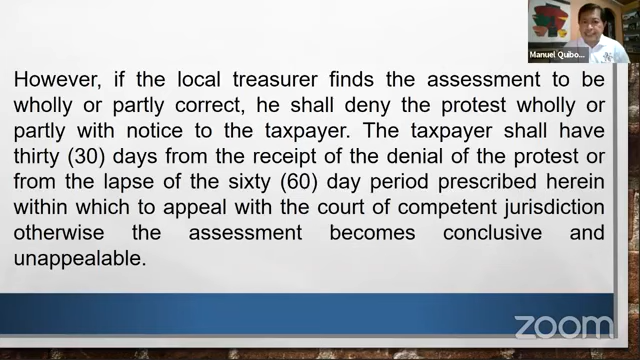 Manuel Quibo...
However, if the local treasurer finds the assessment to be
wholly or partly correct, he shall deny the protest wholly or
partly with notice to the taxpayer. The taxpayer shall have
thirty (30) days from the receipt of the denial of the protest or
from the lapse of the sixty (60) day period prescribed herein
within which to appeal with the court of competent jurisdiction
otherwise the assessment becomes conclusive and
unappealable.
zoom